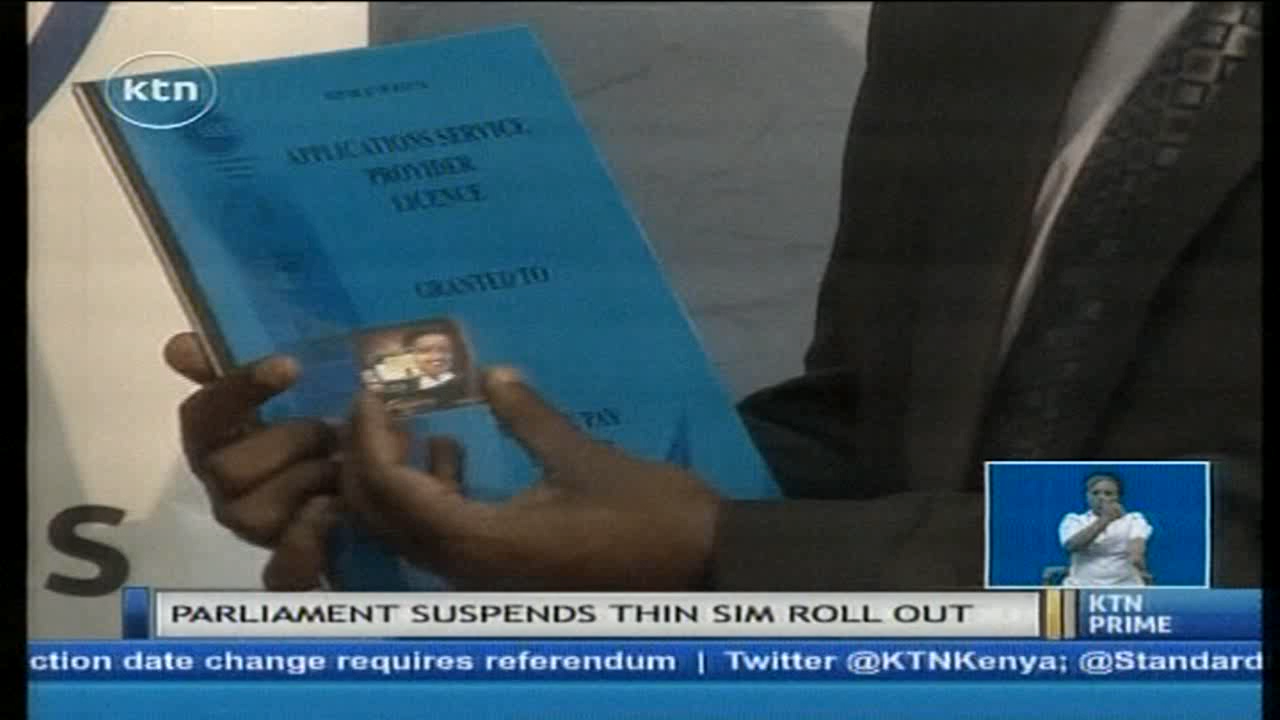 ktn
APPLICATIONS SERVICE
PROVIDER
LICENCE
GRANTED TO
PAY
S
PARLIAMENT SUSPENDS THIN SIM ROLL OUT
KTN
PRIME
ction date change requires referendum | Twitter @KTNKenya; @Standard